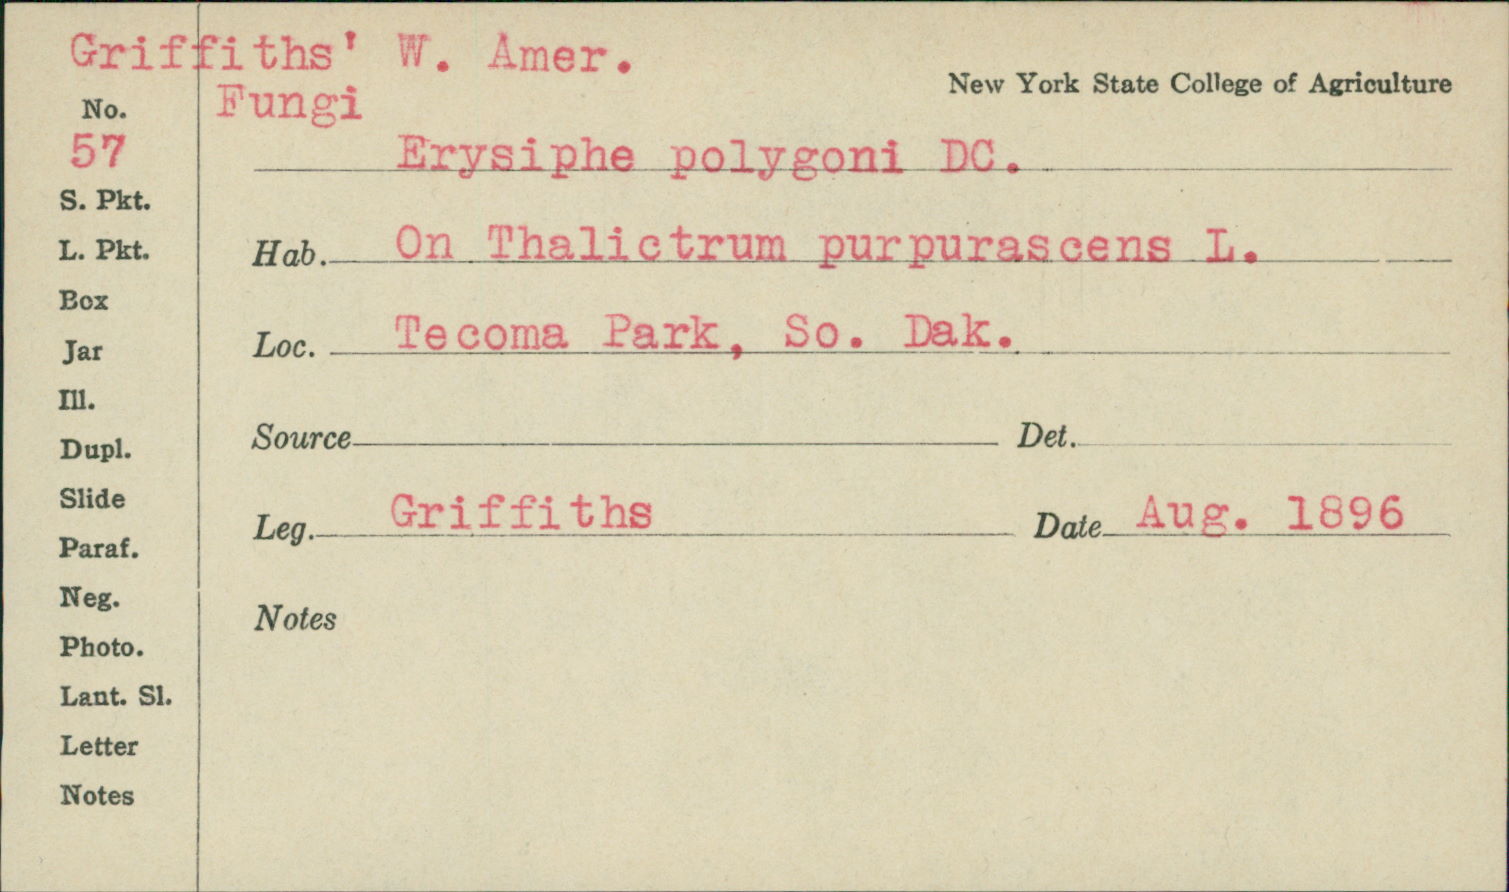 Griffiths' W. Amer.
Fungi
New York State College of Agriculture
No.
57
Erysiphe polygoni DC.
S. Pkt.
L. Pkt.
Hab. On Thalictrum purpurascens L.
Box
Jar
Loc. Tecoma Park, So. Dak.
Ill.
Dupl.
Source Det.
Slide
Leg. Griffiths Date Aug. 1896
Paraf.
Neg.
Notes
Photo.
Lant. Sl.
Letter
Notes